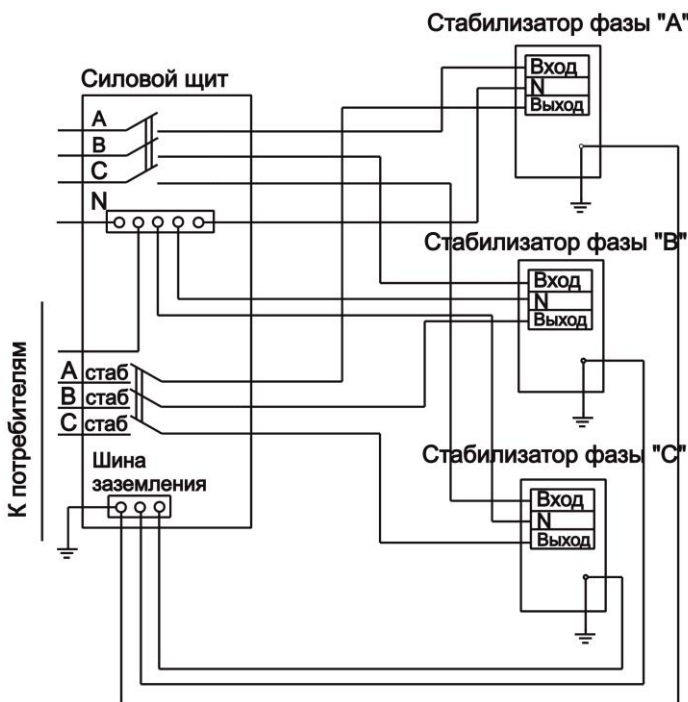 Стабилизатор фазы "А"
Силовой щит
Вход
N
Выход
A
B
C
N
Стабилизатор фазы "В"
Вход
N
Выход
К потребителям
А стаб
В стаб
С стаб
Стабилизатор фазы "С"
Шина
заземления
Вход
N
Выход